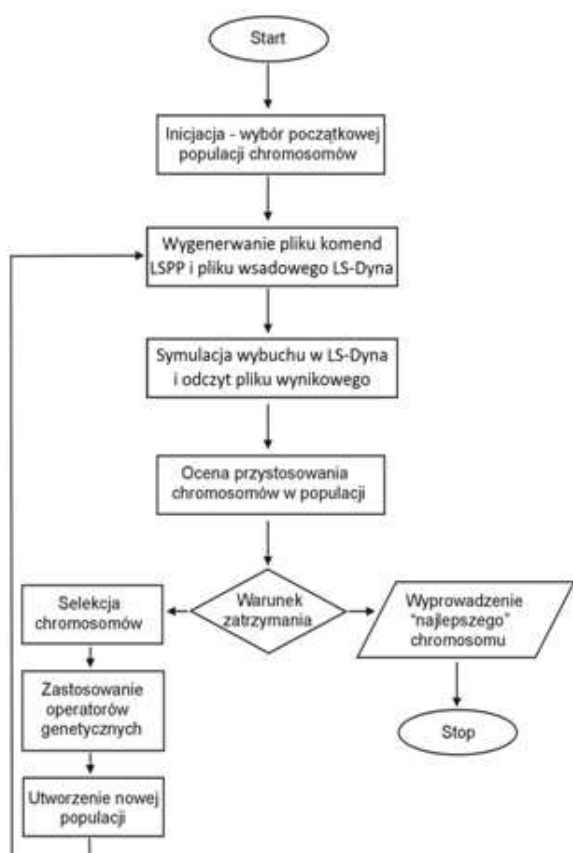 Start
Inicjacja - wybór początkowej
populacji chromosomów
Wygenerwanie pliku komend
LSPP i pliku wsadowego LS-Dyna
Symulacja wybuchu w LS-Dyna
i odczyt pliku wynikowego
Ocena przystosowania
chromosomów w populacji
Warunek
zatrzymania
Selekcja
chromosomów
Zastosowanie
operatorów
genetycznych
Utworzenie nowej
populacji
Wyprowadzenie
"najlepszego"
chromosomu
Stop